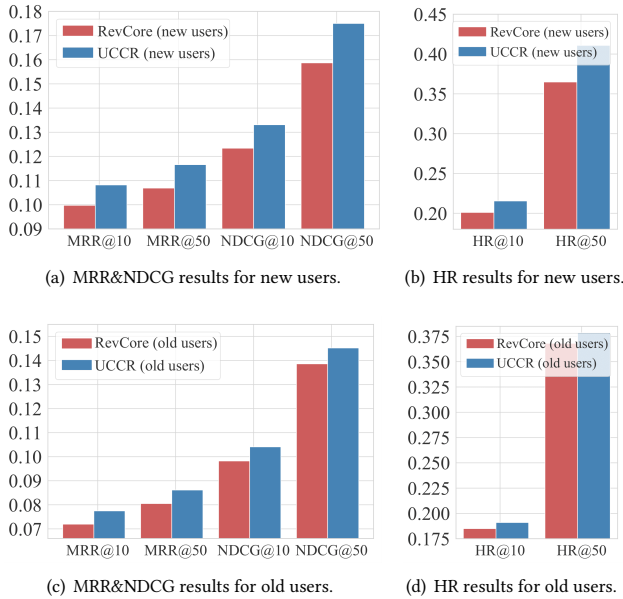 0.18
0.17
0.16
0.15
0.14
0.13
0.12
0.11
0.10
0.09
RevCore (new users)
UCCR (new users)
MRR@10 MRR@50 NDCG@10 NDCG@50
(a) MRR&NDCG results for new users.
0.45
0.40
0.35
0.30
0.25
0.20
RevCore (new users)
UCCR (new users)
HR@10 HR@50
(b) HR results for new users.
0.15
0.14
0.13
0.12
0.11
0.10
0.09
0.08
0.07
RevCore (old users)
UCCR (old users)
MRR@10 MRR@50 NDCG@10 NDCG@50
(c) MRR&NDCG results for old users.
0.375
0.350
0.325
0.300
0.275
0.250
0.225
0.200
0.175
RevCore (old users)
UCCR (old users)
HR@10 HR@50
(d) HR results for old users.